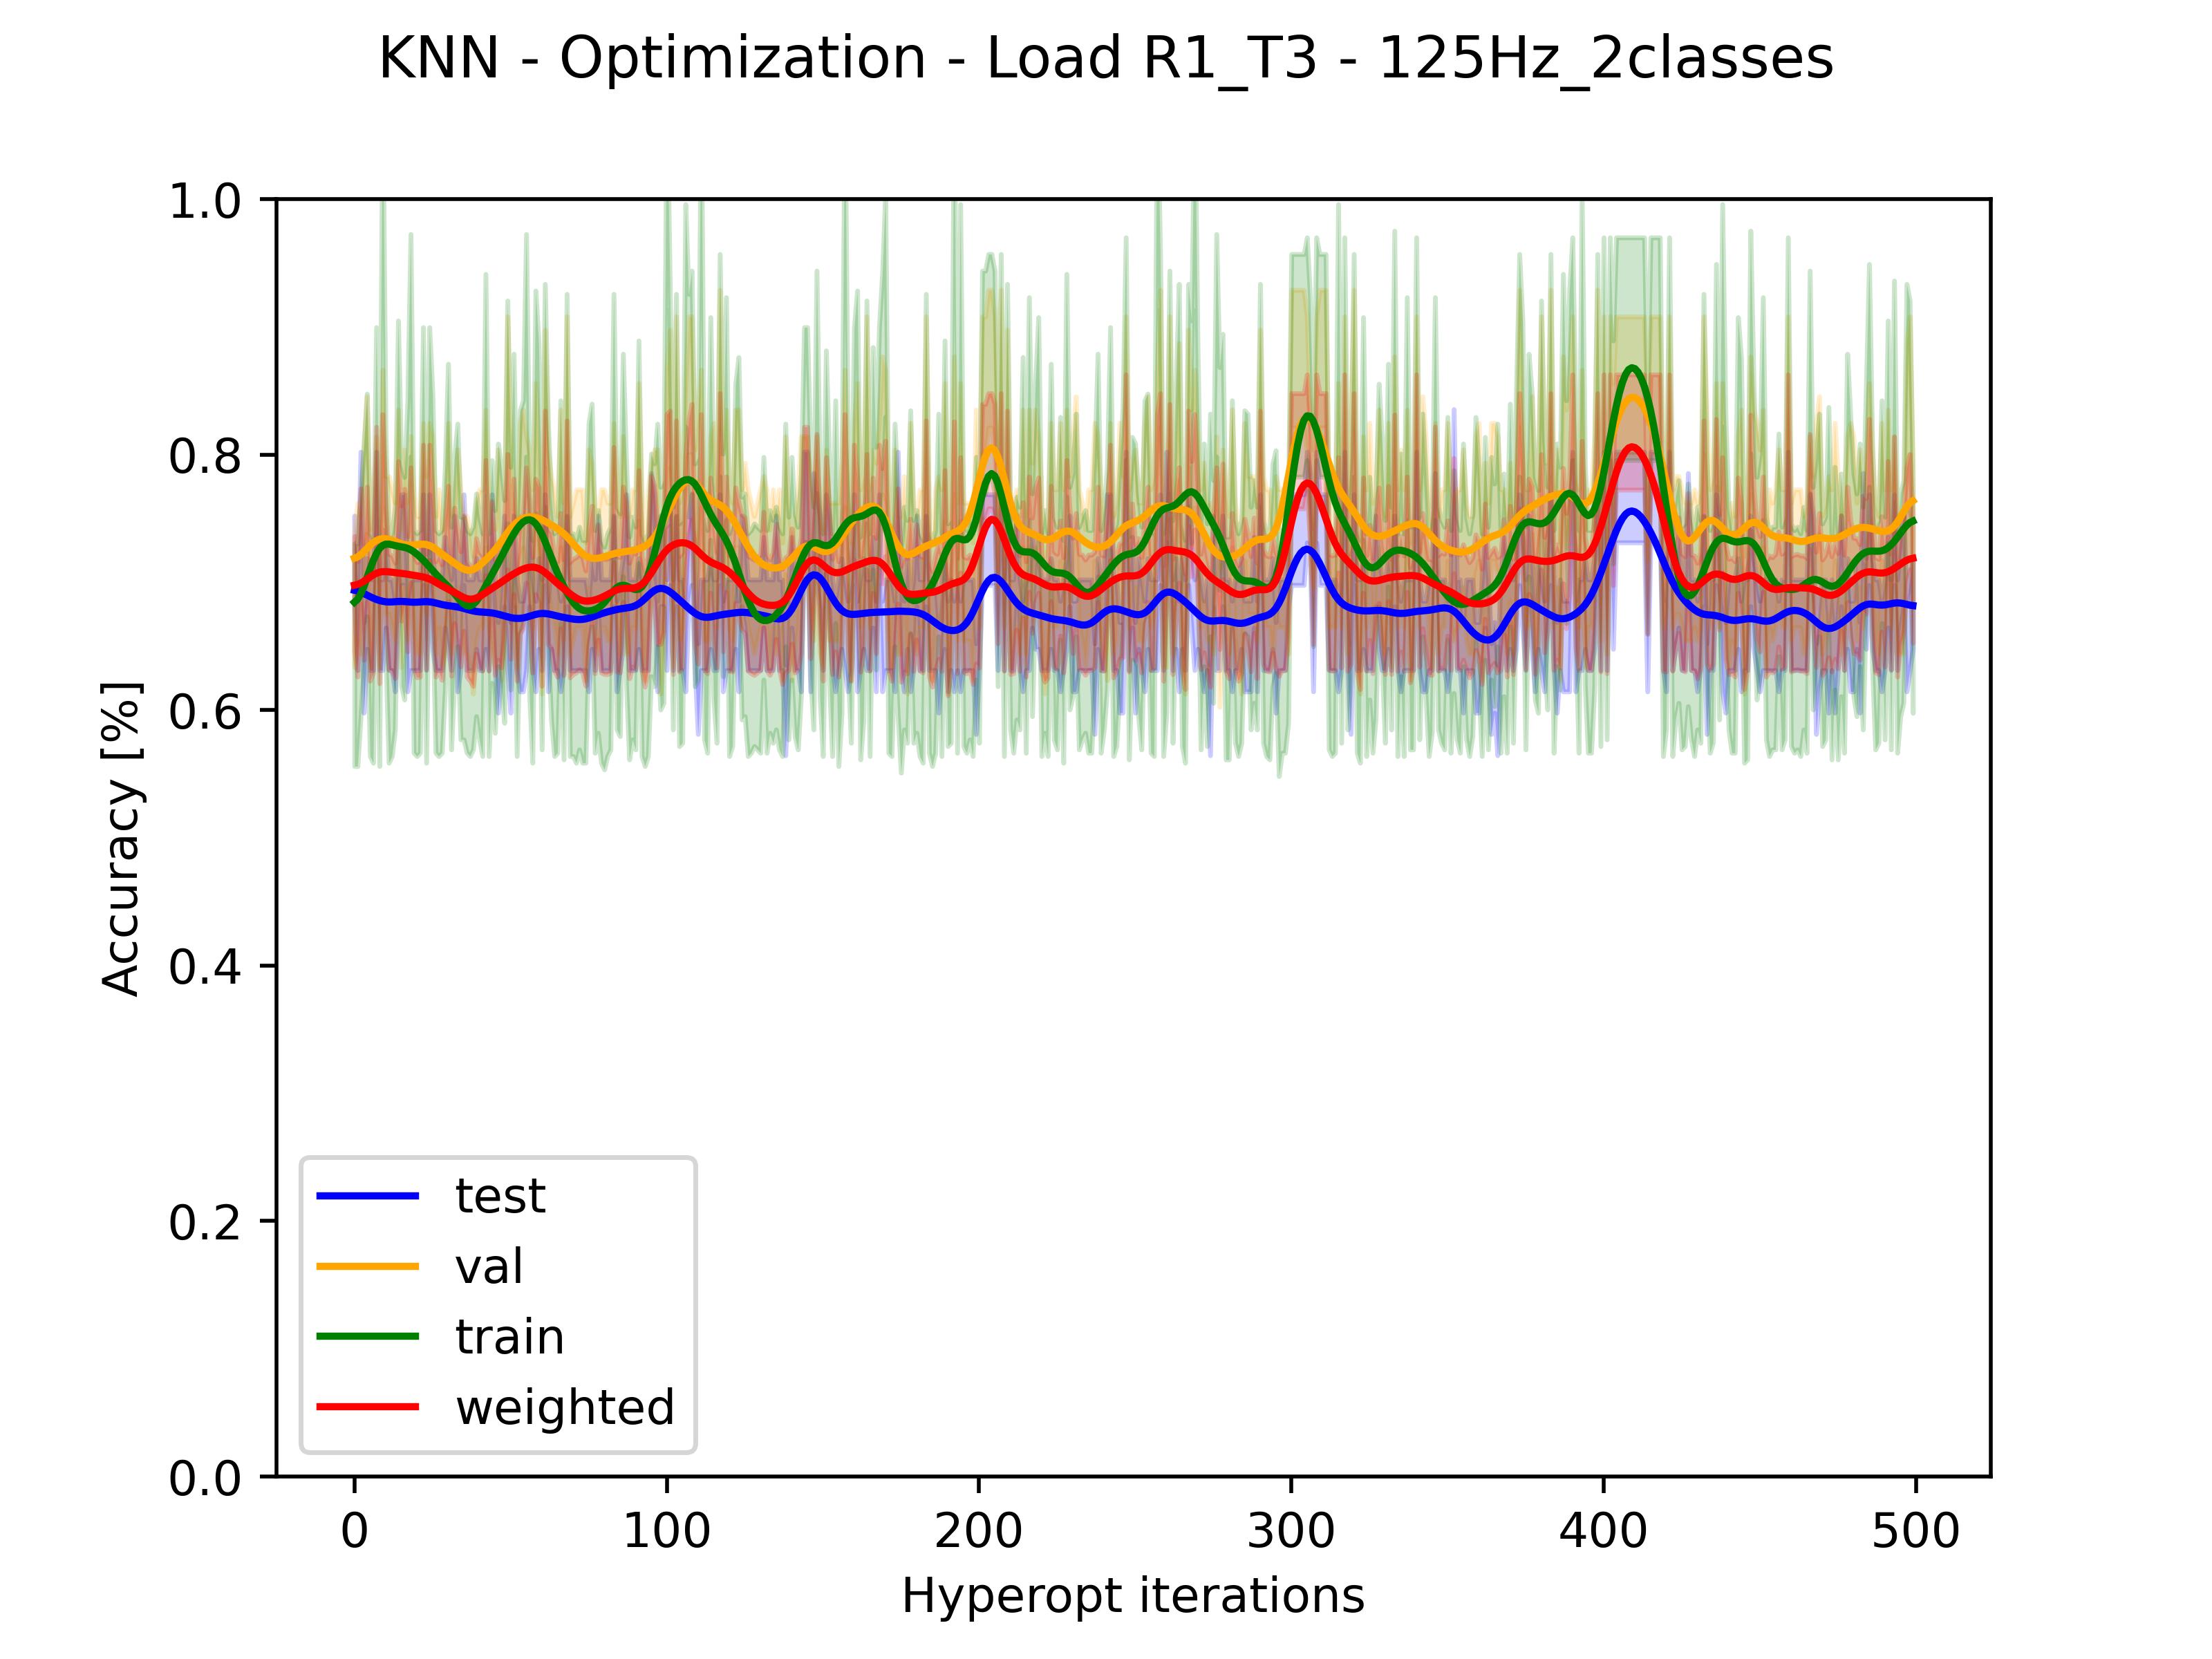 KNN - Optimization - Load R1_T3 - 125Hz_2classes
1.0
0.8
0.6
0.4
0.2
0.0
Accuracy [%]
test
val
train
weighted
0 100 200 300 400 500
Hyperopt iterations